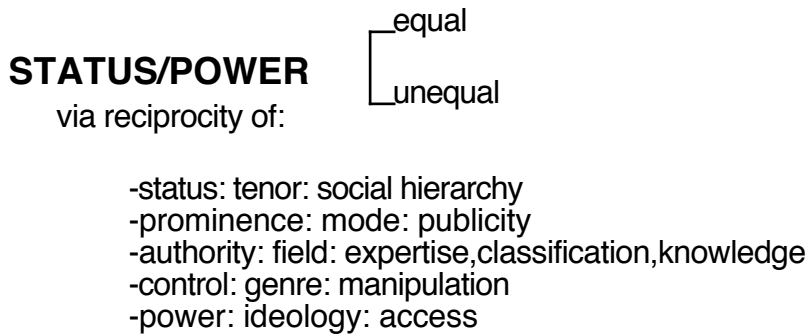 equal
STATUS/POWER
unequal
via reciprocity of:
-status: tenor: social hierarchy
-prominence: mode: publicity
-authority: field: expertise,classification,knowledge
-control: genre: manipulation
-power: ideology: access